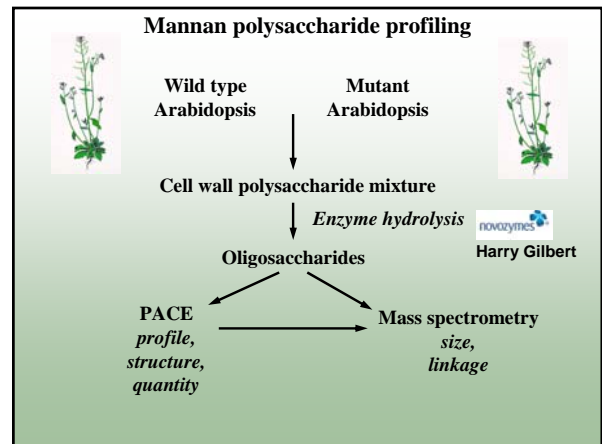 Mannan polysaccharide profiling
Wild type
Arabidopsis
Mutant
Arabidopsis
Cell wall polysaccharide mixture
Enzyme hydrolysis
novozymes
Harry Gilbert
Oligosaccharides
PACE
profile,
structure,
quantity
Mass spectrometry
size,
linkage